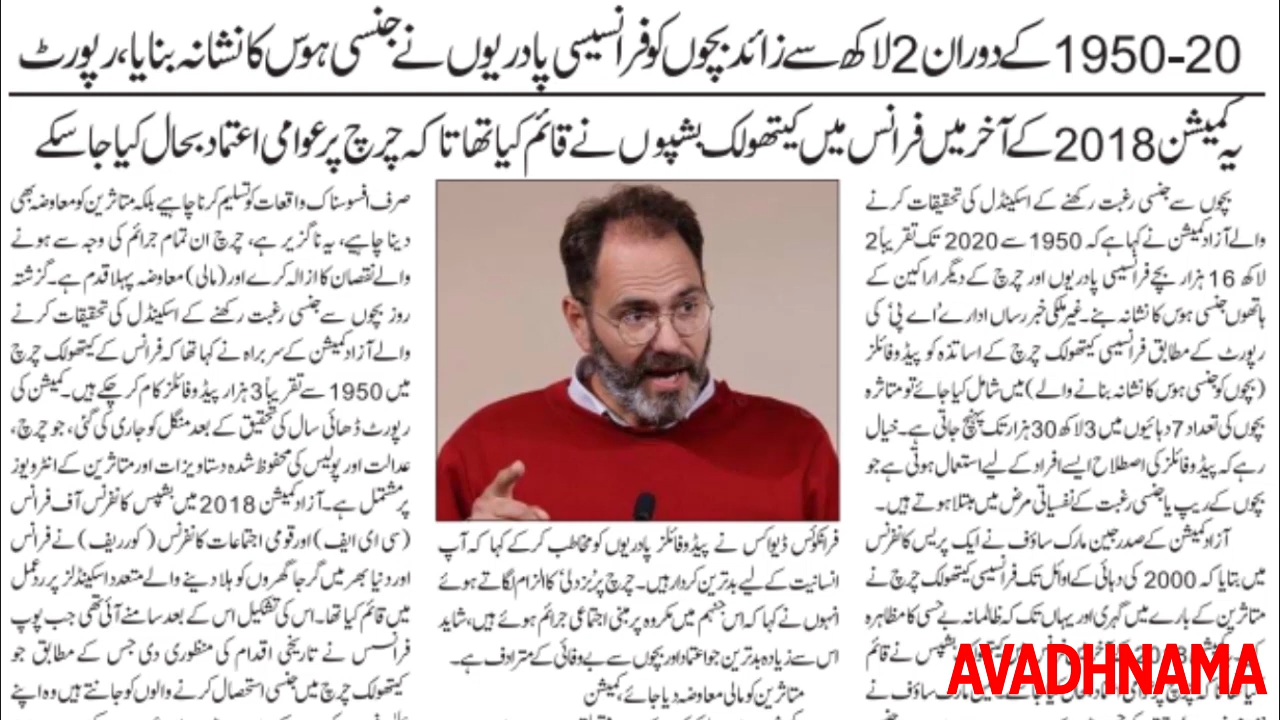 1950-20 کے دوران 2 لاکھ سے زائد بچوں کو فرانسیسی پادریوں نے جنسی ہوس کا نشانہ بنایا، رپورٹ
یہ کمیشن 2018 کے آخر میں فرانس میں کیتھولک بشپوں نے قائم کیا تھا تاکہ چرچ پر عوامی اعتماد بحال کیا جا سکے
بچوں سے جنسی رغبت رکھنے کے اسکینڈل کی تحقیقات کرنے
والے آزاد کمیشن نے کہا ہے کہ 1950 سے 2020 تک تقریباً 2
لاکھ 16 ہزار بچے فرانسیسی پادریوں اور چرچ کے دیگر اراکین کے
ہاتھوں جنسی ہوس کا نشانہ بنے۔ غیر ملکی خبر رساں ادارے 'اے پی' کی
رپورٹ کے مطابق فرانسیسی کیتھولک چرچ کے اساتذہ کو پیڈوفائلز
(بچوں کو جنسی ہوس کا نشانہ بنانے والے) میں شامل کیا جائے تو متاثرہ
بچوں کی تعداد 7 دہائیوں میں 3 لاکھ 30 ہزار تک پہنچ جاتی ہے۔ خیال
رہے کہ پیڈوفائلز کی اصطلاح ایسے افراد کے لیے استعمال ہوتی ہے جو
بچوں کے ریپ یا جنسی رغبت کے نفسیاتی مرض میں مبتلا ہوتے ہیں۔
آزاد کمیشن کے صدر جین مارک ساؤف نے ایک پریس کانفرنس
میں بتایا کہ 2000 کی دہائی کے اوائل تک فرانسیسی کیتھولک چرچ نے
متاثرین کے بارے میں گہری اور یہاں تک کہ ظالمانہ بے حسی کا مظاہرہ
بشپس نے قائم
مارک ساؤف نے
فرانکوئس ڈیواکس نے پیڈوفائلز پادریوں کو مخاطب کرکے کہا کہ آپ
انسانیت کے لیے بدترین کردار ہیں۔ چرچ پر 'بزدلی' کا الزام لگاتے ہوئے
انہوں نے کہا کہ اس جہنم میں مکروہ پر مبنی اجتماعی جرائم ہوئے ہیں، شاید
اس سے زیادہ بدترین جو اعتماد اور بچوں سے بے وفائی کے مترادف ہے۔
متاثرین کو مالی معاوضہ دیا جائے، کمیشن
صرف افسوسناک واقعات کو تسلیم کرنا چاہیے بلکہ متاثرین کو معاوضہ بھی
دینا چاہیے، یہ ناگزیر ہے، چرچ ان تمام جرائم کی وجہ سے ہونے
والے نقصان کا ازالہ کرے اور (مالی) معاوضہ پہلا قدم ہے۔ گزشتہ
روز بچوں سے جنسی رغبت رکھنے کے اسکینڈل کی تحقیقات کرنے
والے آزاد کمیشن کے سربراہ نے کہا تھا کہ فرانس کے کیتھولک چرچ
میں 1950 سے تقریباً 3 ہزار پیڈوفائلز کام کر چکے ہیں۔ کمیشن کی
رپورٹ ڈھائی سال کی تحقیق کے بعد منگل کو جاری کی گئی، جو چرچ،
عدالت اور پولیس کی محفوظ شدہ دستاویزات اور متاثرین کے انٹرویوز
پر مشتمل ہے۔ آزاد کمیشن 2018 میں بشپس کانفرنس آف فرانس
(سی ای ایف) اور قومی اجتماعات کانفرنس (کورریف) نے فرانس
اور دنیا بھر میں گرجا گھروں کو ہلا دینے والے متعدد اسکینڈلز پر ردعمل
میں قائم کیا تھا۔ اس کی تشکیل اس کے بعد سامنے آئی تھی جب پوپ
فرانسس نے تاریخی اقدام کی منظوری دی جس کے مطابق جو
کیتھولک چرچ میں جنسی استحصال کرنے والوں کو جانتے ہیں وہ اپنے
AVADHNAMA